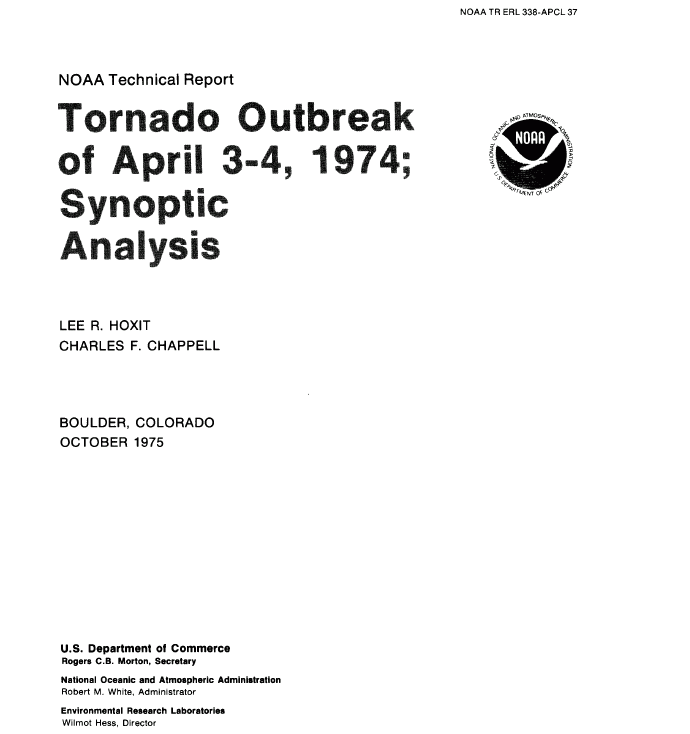 NOAA TR ERL 338-APCL 37
NOAA Technical Report
Tornado Outbreak
of April 3-4, 1974;
Synoptic
Analysis
NATIONAL OCEANIC AND ATMOSPHERIC ADMINISTRATION
NOAA
U.S. DEPARTMENT OF COMMERCE
LEE R. HOXIT
CHARLES F. CHAPPELL
BOULDER, COLORADO
OCTOBER 1975
U.S. Department of Commerce
Rogers C.B. Morton, Secretary
National Oceanic and Atmospheric Administration
Robert M. White, Administrator
Environmental Research Laboratories
Wilmot Hess, Director